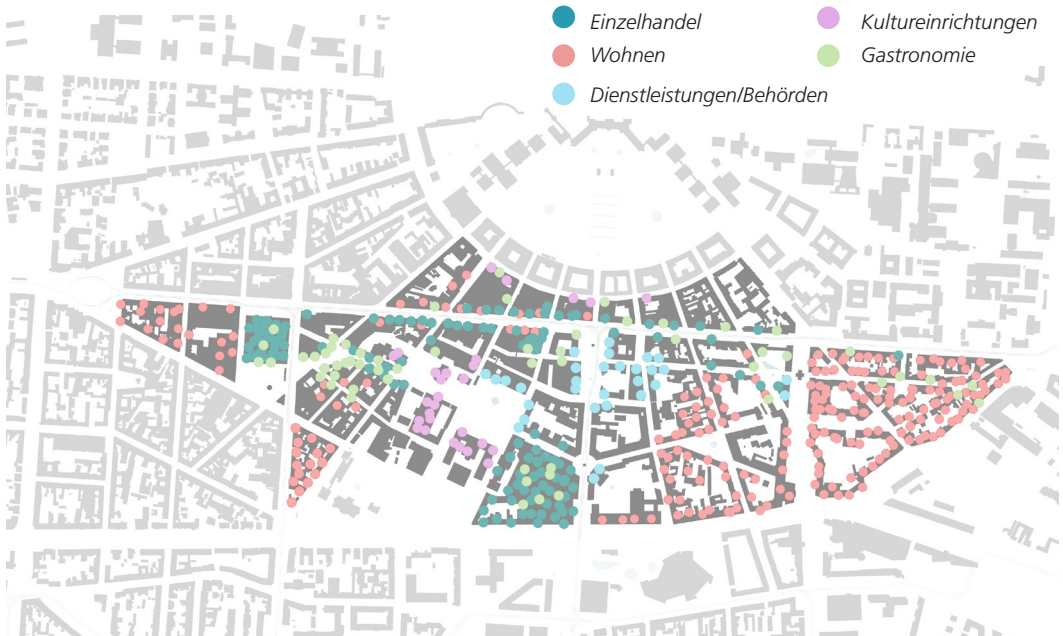 Einzelhandel
Wohnen
Dienstleistungen/Behörden
Kultureinrichtungen
Gastronomie